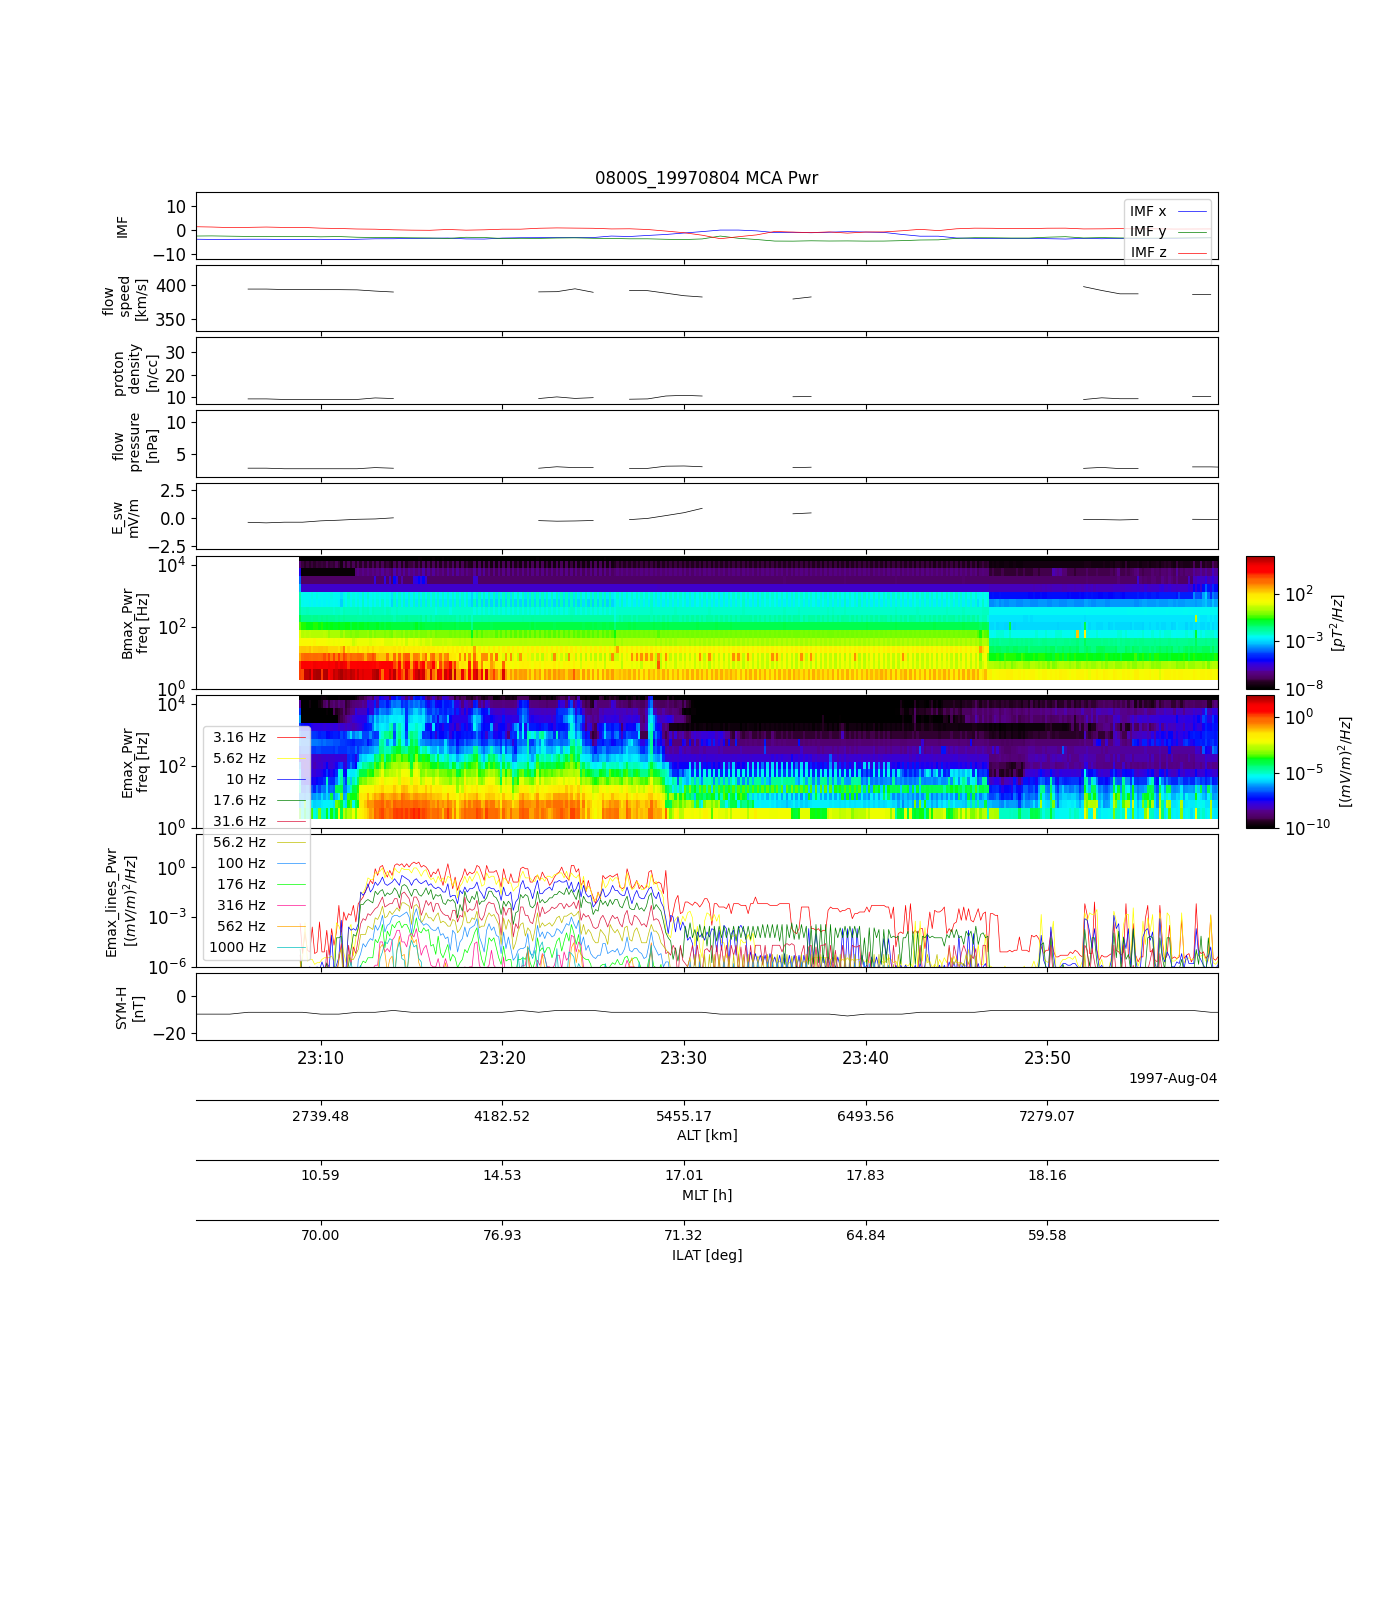 0800S_19970804 MCA Pwr
IMF
10
0
−10
IMF x
IMF y
IMF z
flow
speed
[km/s]
400
350
proton
density
[n/cc]
30
20
10
flow
pressure
[nPa]
10
5
E_sw
mV/m
2.5
0.0
−2.5
Bmax_Pwr
freq [Hz]
10^4
10^2
10^0
10^2
10^−3
10^−8
[pT^2/Hz]
Emax_Pwr
freq [Hz]
10^4
10^2
10^0
10^0
10^−5
10^−10
[(mV/m)^2/Hz]
3.16 Hz
5.62 Hz
10 Hz
17.6 Hz
31.6 Hz
56.2 Hz
100 Hz
176 Hz
316 Hz
562 Hz
1000 Hz
Emax_lines_Pwr
[(mV/m)^2/Hz]
10^0
10^−3
10^−6
SYM-H
[nT]
0
−20
23:10 23:20 23:30 23:40 23:50
1997-Aug-04
2739.48 4182.52 5455.17 6493.56 7279.07
ALT [km]
10.59 14.53 17.01 17.83 18.16
MLT [h]
70.00 76.93 71.32 64.84 59.58
ILAT [deg]